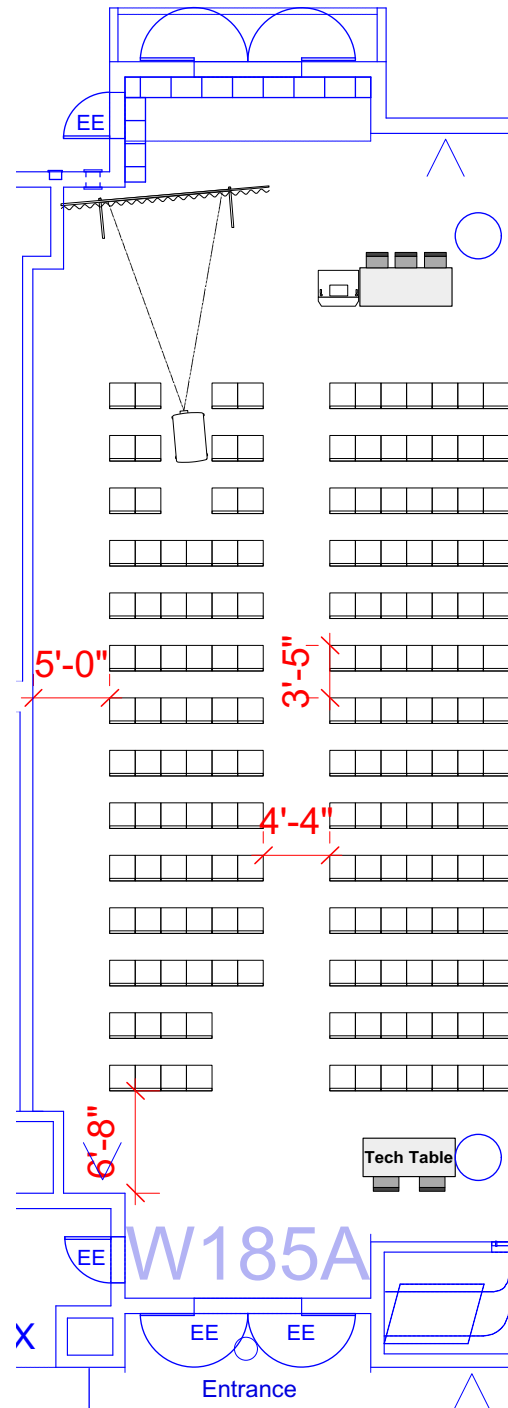 EE
5'-0"
3'-5"
4'-4"
6'-8"
Tech Table
W185A
EE
X
EE
EE
Entrance